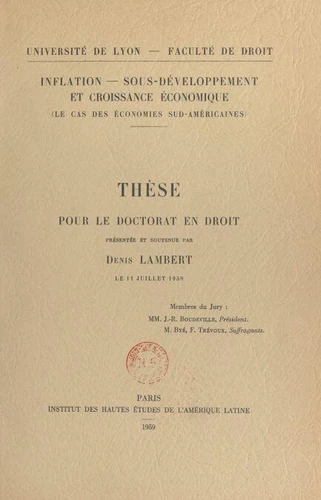 UNIVERSITÉ DE LYON — FACULTÉ DE DROIT
INFLATION — SOUS-DÉVELOPPEMENT
ET CROISSANCE ÉCONOMIQUE
(LE CAS DES ÉCONOMIES SUD-AMÉRICAINES)
THÈSE
POUR LE DOCTORAT EN DROIT
PRÉSENTÉE ET SOUTENUE PAR
DENIS LAMBERT
LE 11 JUILLET 1958
Membres du Jury :
MM. J.-R. BOUDEVILLE, Président.
M. BYÉ, F. TRÉVOUX, Suffragants.
PARIS
INSTITUT DES HAUTES ÉTUDES DE L'AMÉRIQUE LATINE
1959